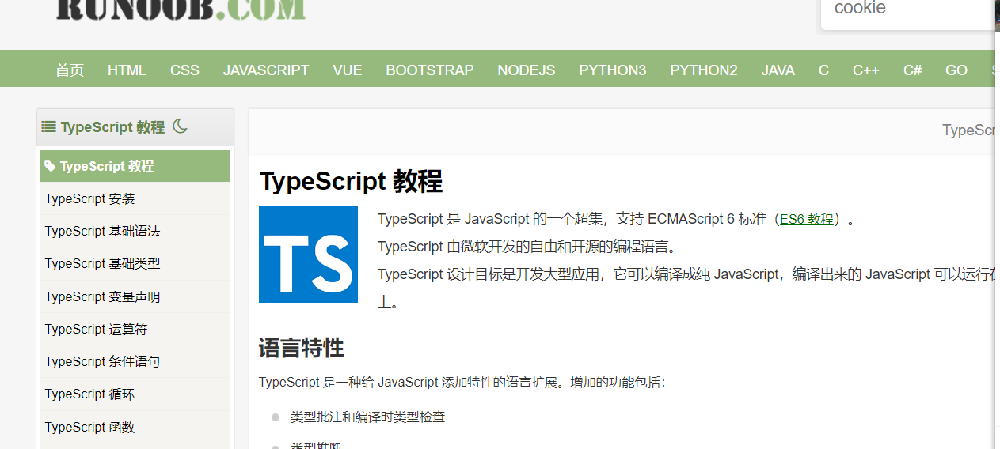 RUNOOB.COM
cookie
首页 HTML CSS JAVASCRIPT VUE BOOTSTRAP NODEJS PYTHON3 PYTHON2 JAVA C C++ C# GO
TypeScript 教程
TypeScript 教程
TypeScript 安装
TypeScript 基础语法
TypeScript 基础类型
TypeScript 变量声明
TypeScript 运算符
TypeScript 条件语句
TypeScript 循环
TypeScript 函数
TypeScr
TypeScript 教程
TS
TypeScript 是 JavaScript 的一个超集，支持 ECMAScript 6 标准（ES6 教程）。
TypeScript 由微软开发的自由和开源的编程语言。
TypeScript 设计目标是开发大型应用，它可以编译成纯 JavaScript，编译出来的 JavaScript 可以运行在
上。
语言特性
TypeScript 是一种给 JavaScript 添加特性的语言扩展。增加的功能包括：
类型批注和编译时类型检查
类型推断